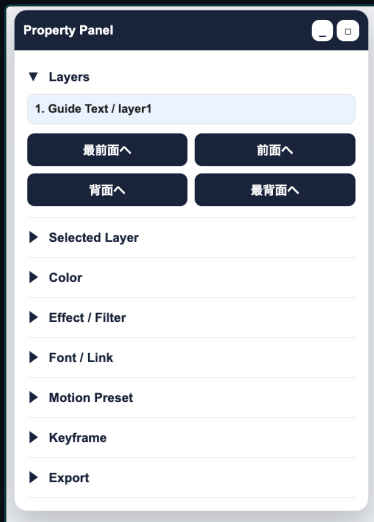 Property Panel
▼ Layers
1. Guide Text / layer1
最前面へ 前面へ
背面へ 最背面へ
▶ Selected Layer
▶ Color
▶ Effect / Filter
▶ Font / Link
▶ Motion Preset
▶ Keyframe
▶ Export